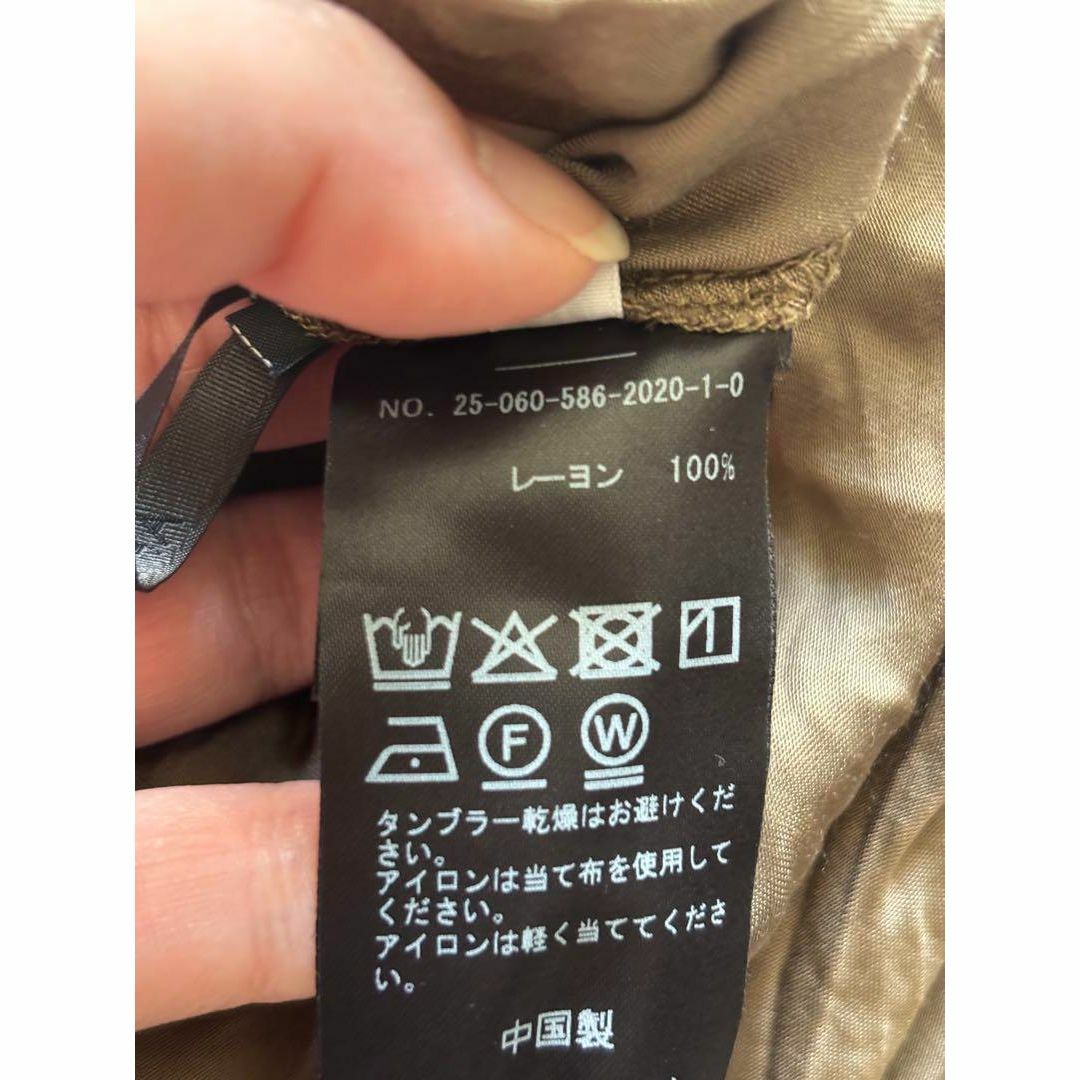 NO. 25-060-586-2020-1-0
レーヨン 100%
F W
タンブラー乾燥はお避けくだ
さい。
アイロンは当て布を使用して
ください。
アイロンは軽く当ててくださ
い。
中国製